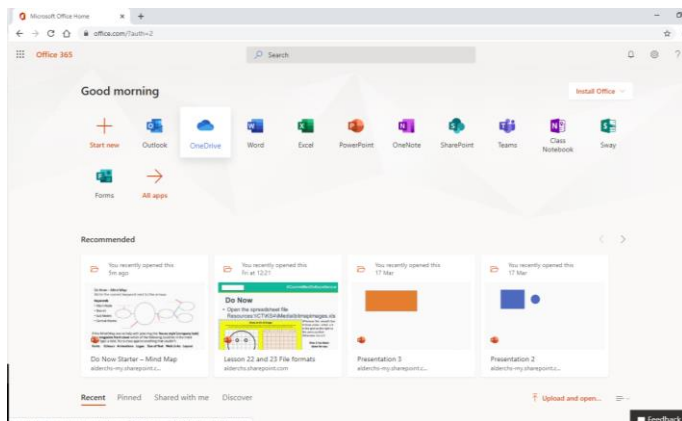 Microsoft Office Home
office.com/?auth=2
Office 365
Search
Good morning
Install Office
Start new
Outlook
OneDrive
Word
Excel
PowerPoint
OneNote
SharePoint
Teams
Class Notebook
Sway
Forms
All apps
Recommended
You recently opened this
5m ago
You recently opened this
Fri at 12:21
You recently opened this
17 Mar
You recently opened this
17 Mar
Do Now – Mind Map
Do Now
• Open the spreadsheet file
Do Now Starter – Mind Map
alderchs-my.sharepoint.c...
Lesson 22 and 23 File formats
alderchs.sharepoint.com
Presentation 3
alderchs-my.sharepoint.c...
Presentation 2
alderchs-my.sharepoint.c...
Recent
Pinned
Shared with me
Discover
Upload and open...
Feedback